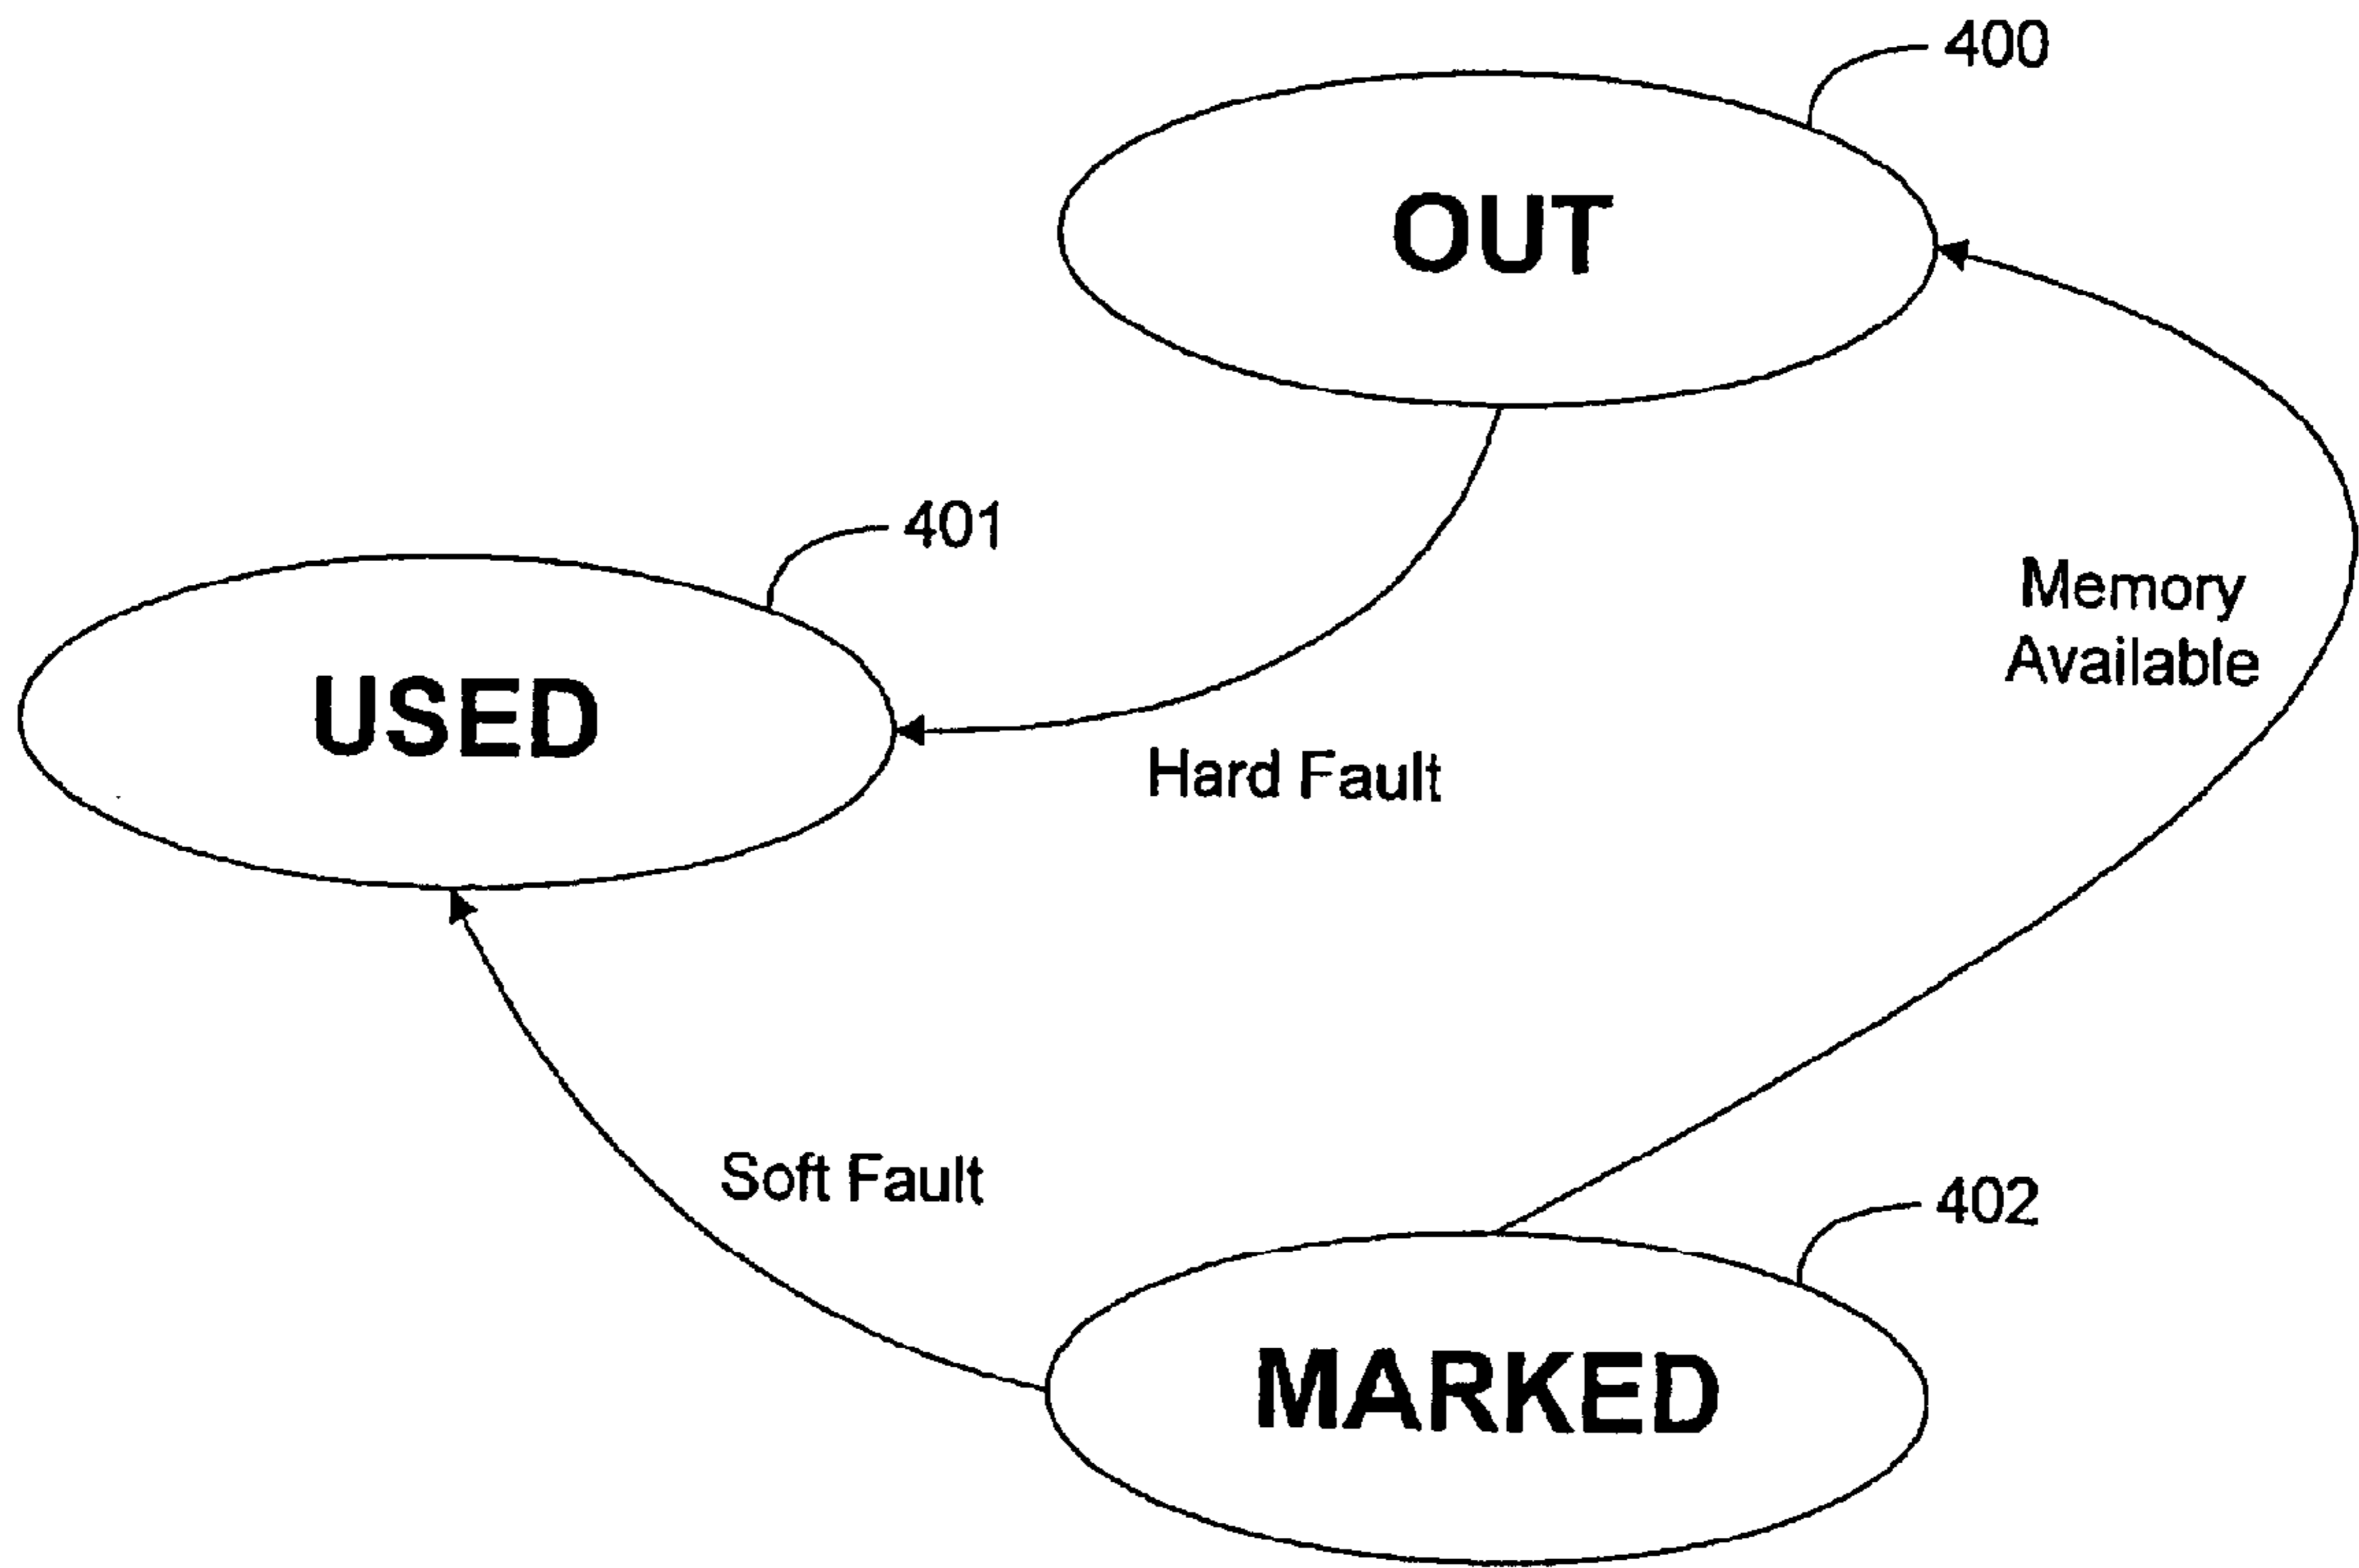 400
OUT
401
Memory
Available
USED
Hard Fault
Soft Fault
402
MARKED